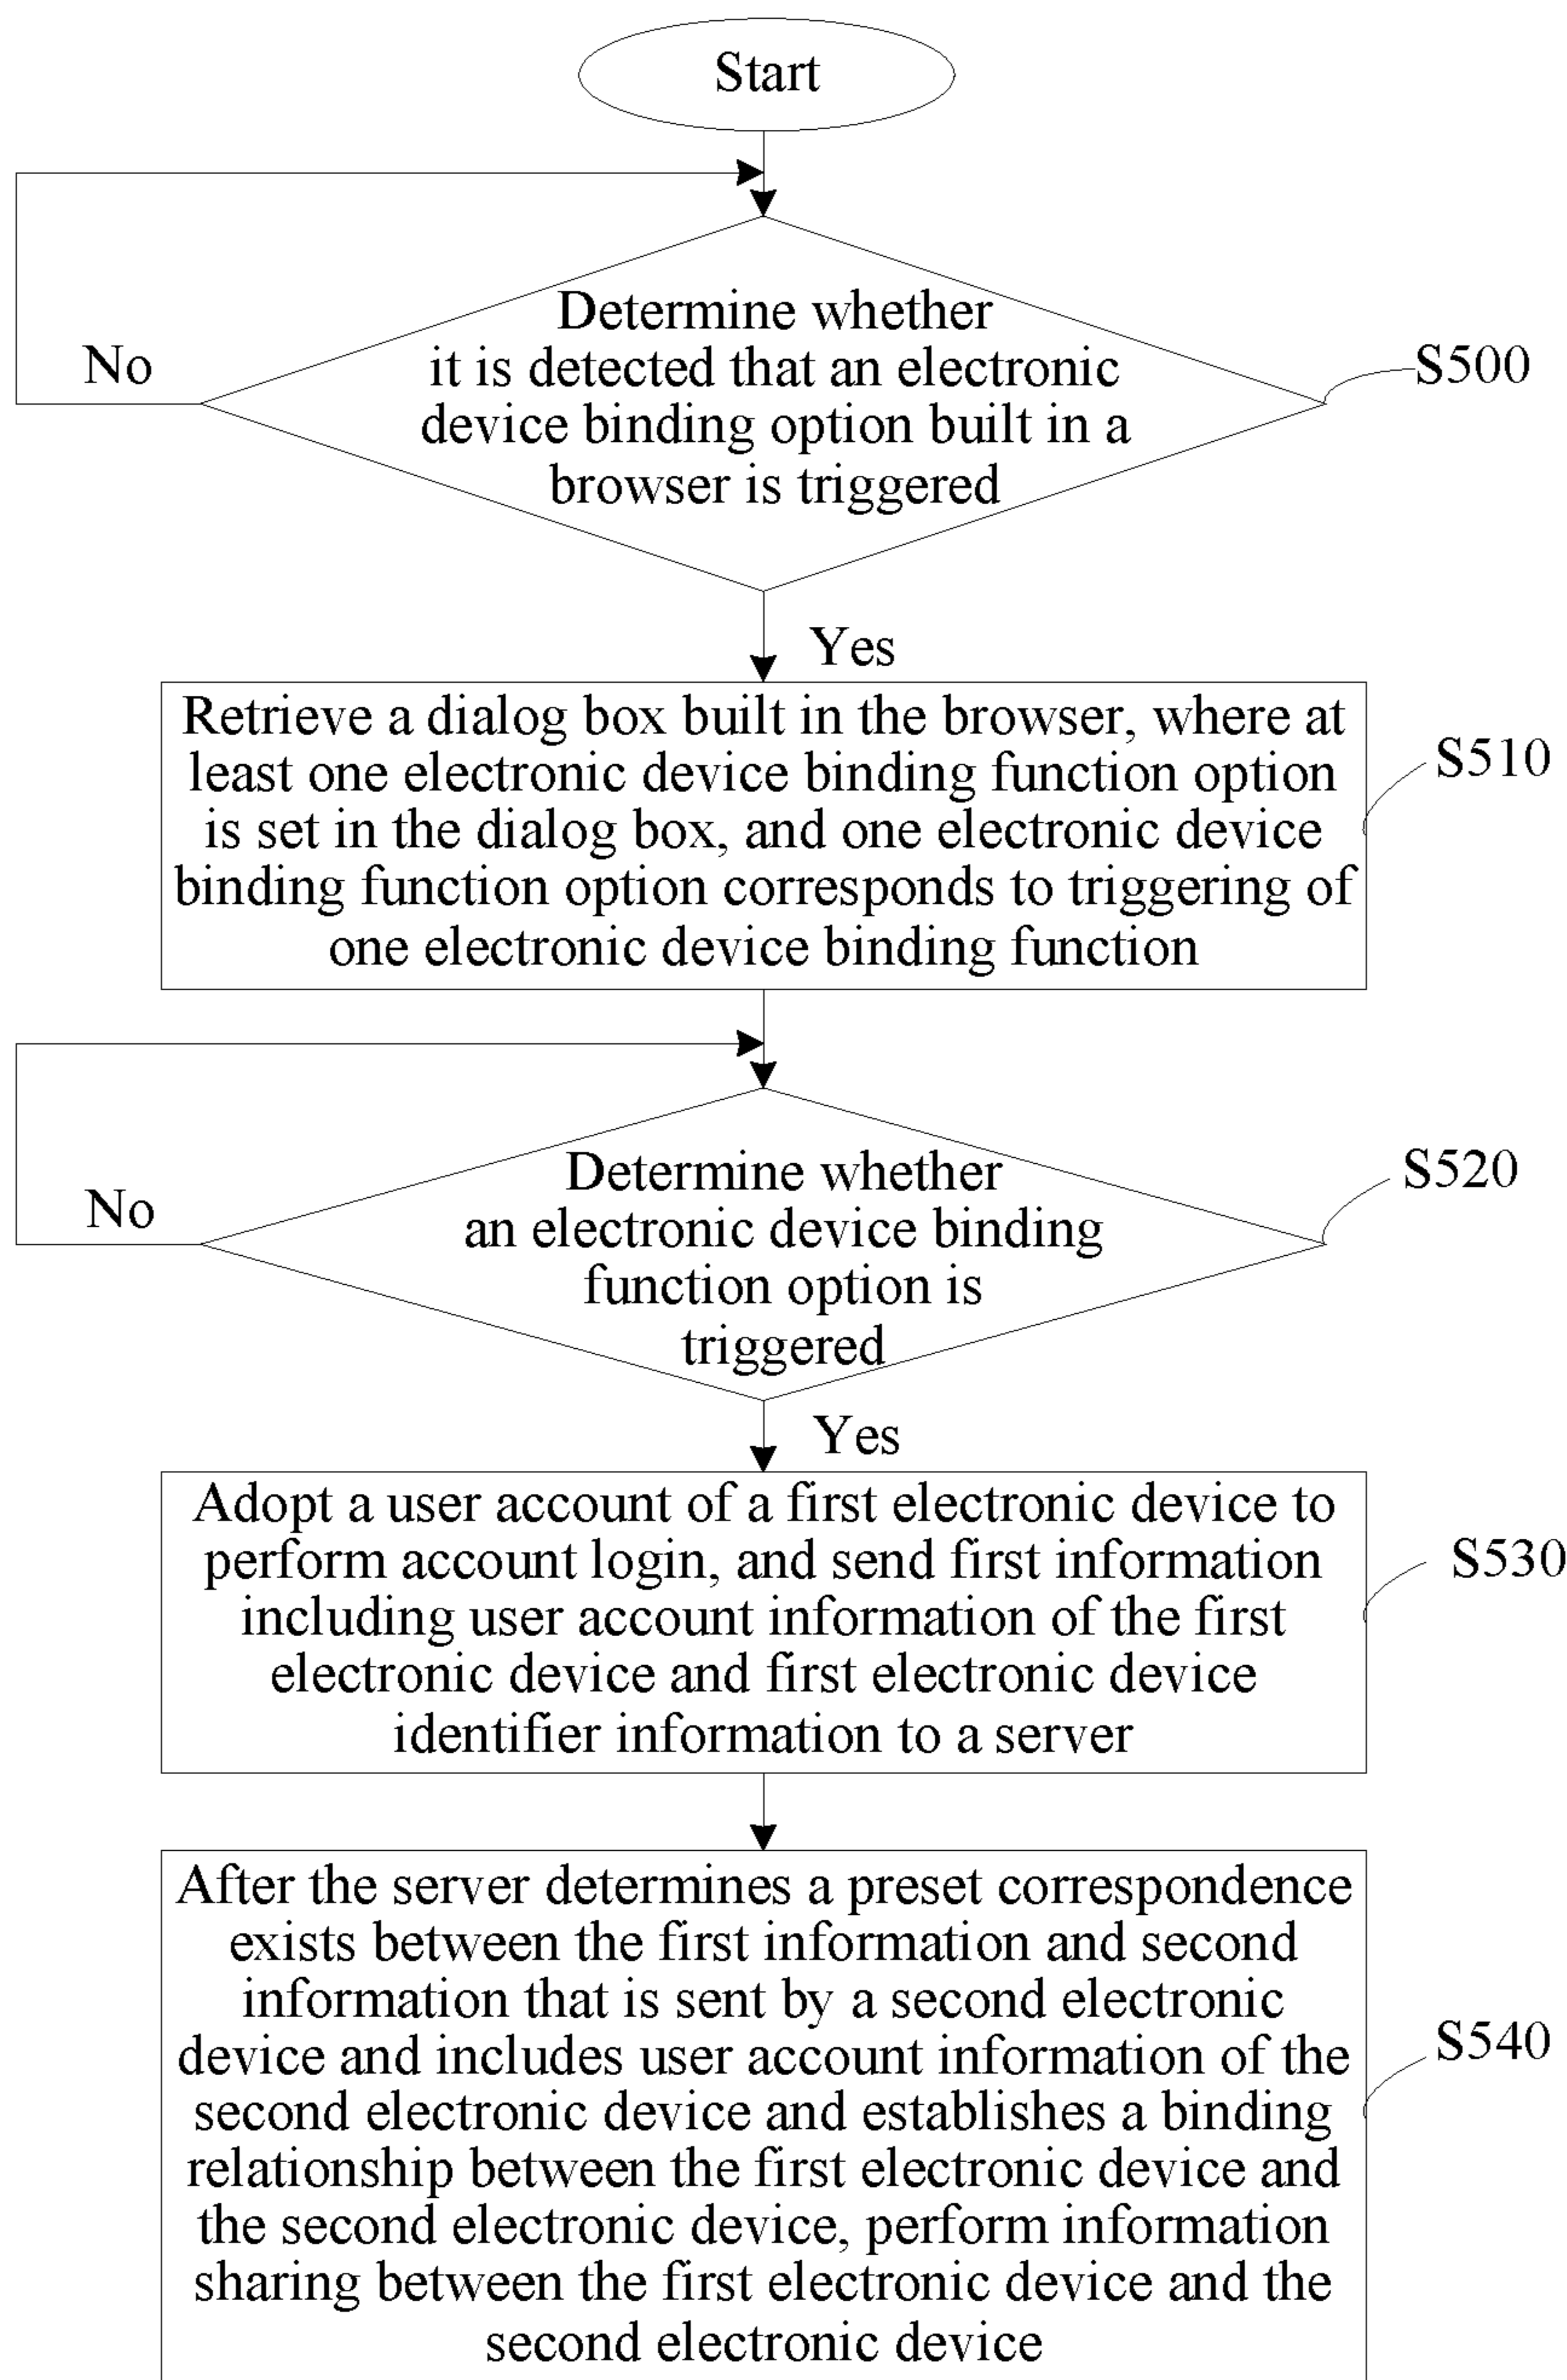 Start
Determine whether
it is detected that an electronic
device binding option built in a
browser is triggered
No
S500
Yes
Retrieve a dialog box built in the browser, where at
least one electronic device binding function option
is set in the dialog box, and one electronic device
binding function option corresponds to triggering of
one electronic device binding function
S510
Determine whether
an electronic device binding
function option is
triggered
No
S520
Yes
Adopt a user account of a first electronic device to
perform account login, and send first information
including user account information of the first
electronic device and first electronic device
identifier information to a server
S530
After the server determines a preset correspondence
exists between the first information and second
information that is sent by a second electronic
device and includes user account information of the
second electronic device and establishes a binding
relationship between the first electronic device and
the second electronic device, perform information
sharing between the first electronic device and the
second electronic device
S540